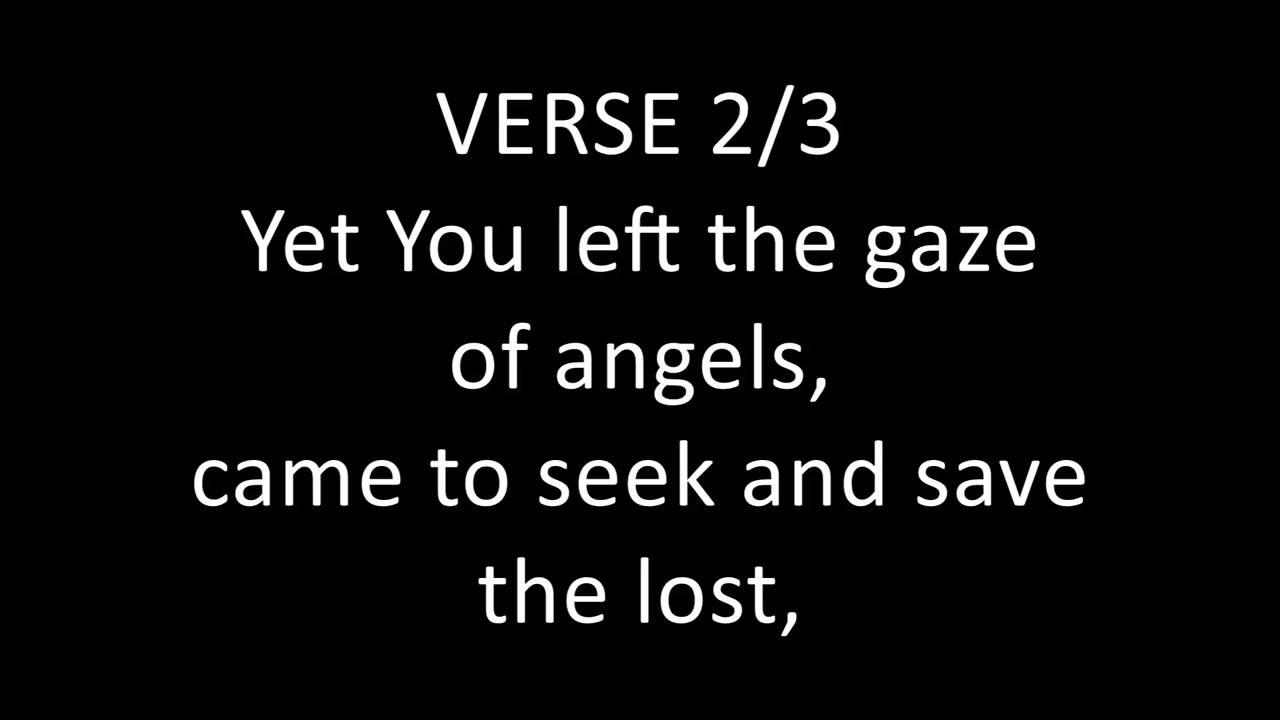 VERSE 2/3
Yet You left the gaze
of angels,
came to seek and save
the lost,